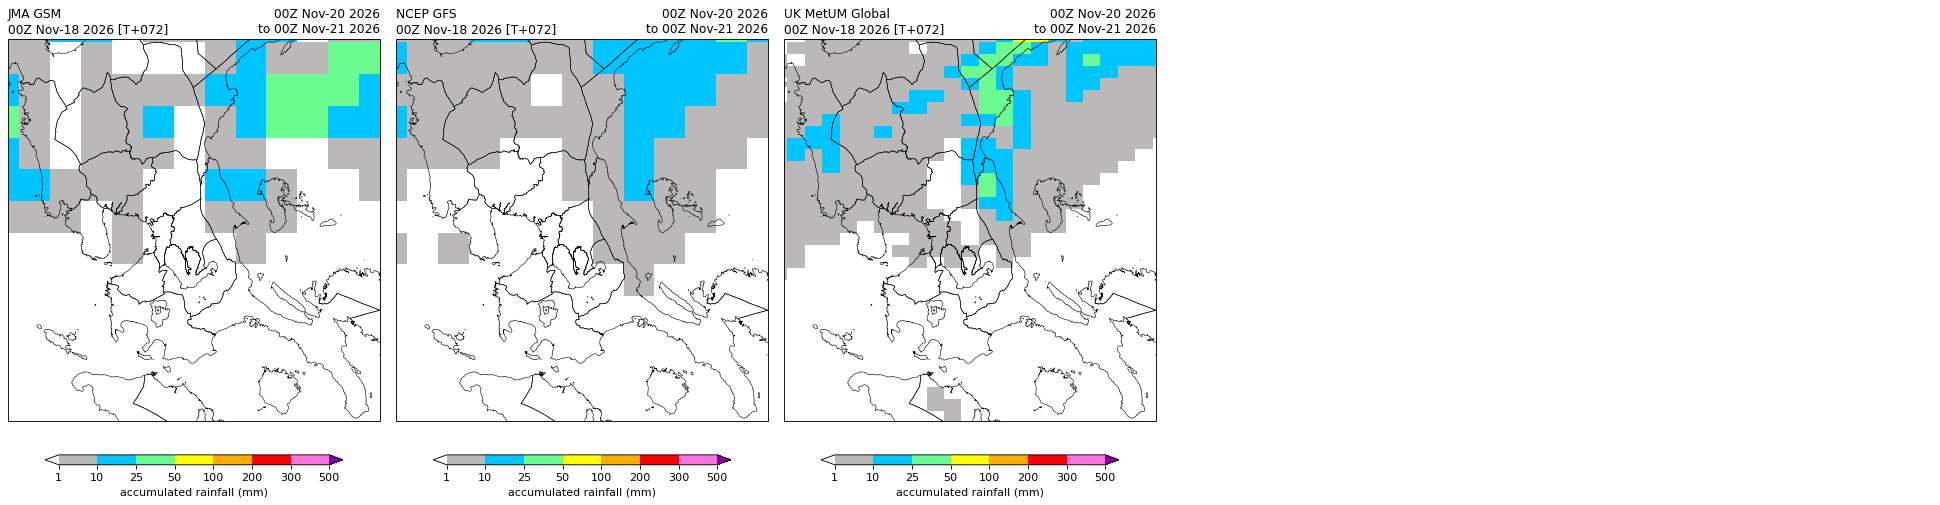 JMA GSM 00Z Nov-20 2026
00Z Nov-18 2026 [T+072] to 00Z Nov-21 2026
NCEP GFS 00Z Nov-20 2026
00Z Nov-18 2026 [T+072] to 00Z Nov-21 2026
UK MetUM Global 00Z Nov-20 2026
00Z Nov-18 2026 [T+072] to 00Z Nov-21 2026
1 10 25 50 100 200 300 500
accumulated rainfall (mm)
1 10 25 50 100 200 300 500
accumulated rainfall (mm)
1 10 25 50 100 200 300 500
accumulated rainfall (mm)